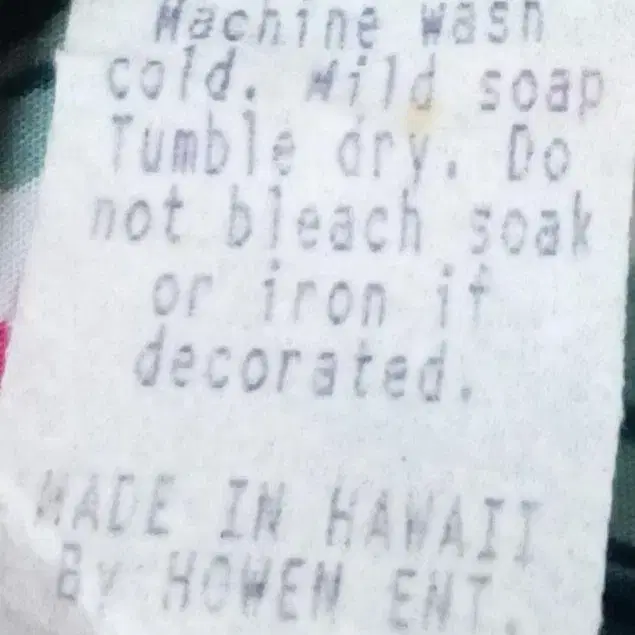 Machine wash
cold. Mild soap
Tumble dry. Do
not bleach soak
or iron if
decorated.
MADE IN HAWAII
By HOWEN ENT.